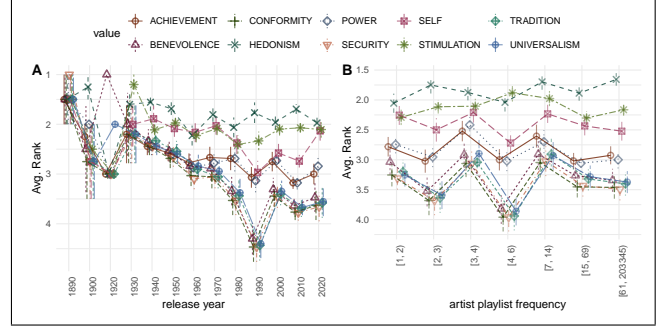 value
ACHIEVEMENT CONFORMITY POWER SELF TRADITION
BENEVOLENCE HEDONISM SECURITY STIMULATION UNIVERSALISM
A
Avg. Rank
1
2
3
4
1890 1900 1920 1930 1940 1950 1960 1970 1980 1990 2000 2010 2020
release year
B
Avg. Rank
1.5
2.0
2.5
3.0
3.5
4.0
[1, 2) [2, 3) [3, 4) [4, 6) [7, 14) [15, 69) [61, 203345)
artist playlist frequency